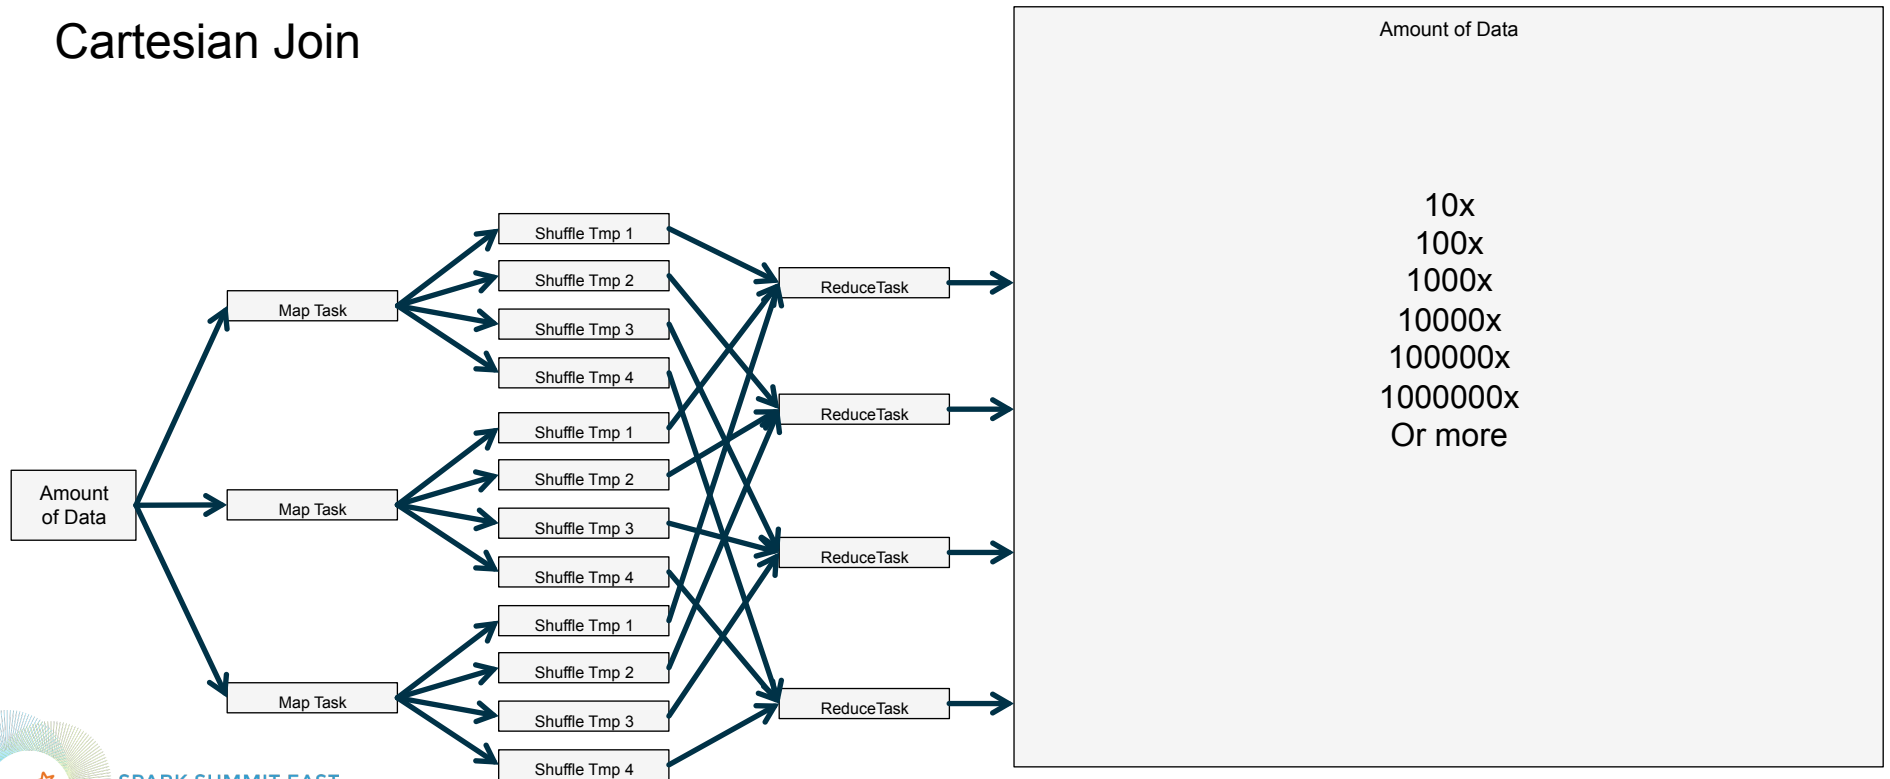 Cartesian Join
Amount of Data
10x
100x
1000x
10000x
100000x
1000000x
Or more
Amount
of Data
Map Task
Map Task
Map Task
Shuffle Tmp 1
Shuffle Tmp 2
Shuffle Tmp 3
Shuffle Tmp 4
Shuffle Tmp 1
Shuffle Tmp 2
Shuffle Tmp 3
Shuffle Tmp 4
Shuffle Tmp 1
Shuffle Tmp 2
Shuffle Tmp 3
Shuffle Tmp 4
ReduceTask
ReduceTask
ReduceTask
ReduceTask
SPARK SUMMIT EAST